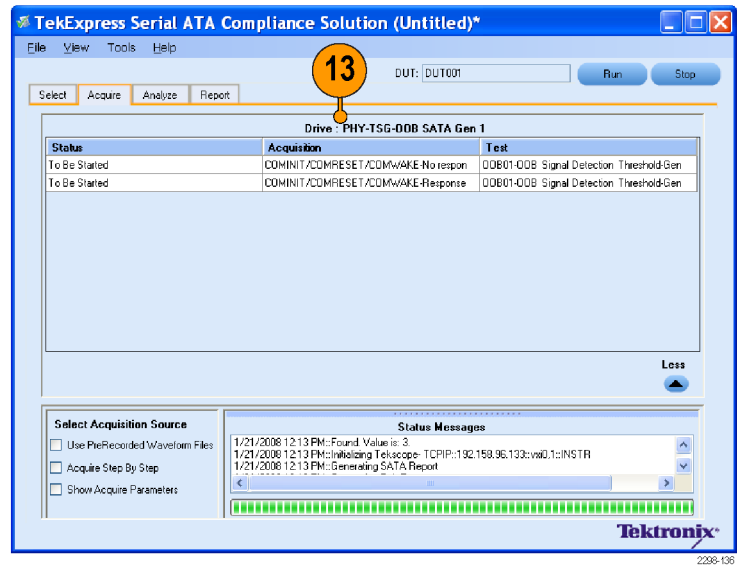 TekExpress Serial ATA Compliance Solution (Untitled)*
File View Tools Help
13
DUT: DUT001 Run Stop
Select Acquire Analyze Report
Drive : PHY-TSG-OOB SATA Gen 1
Status Acquisition Test
To Be Started COMINIT/COMRESET/COMWAKE-No respon OOB01-OOB Signal Detection Threshold-Gen
To Be Started COMINIT/COMRESET/COMWAKE-Response OOB01-OOB Signal Detection Threshold-Gen
Less
Select Acquisition Source
Use PreRecorded Waveform Files
Acquire Step By Step
Show Acquire Parameters
Status Messages
1/21/2008 12:13 PM::Found. Value is: 3.
1/21/2008 12:13 PM::Initializing Tekscope- TCPIP::192.158.96.133::vxi0,1::INSTR
1/21/2008 12:13 PM::Generating SATA Report
Tektronix
2298-136